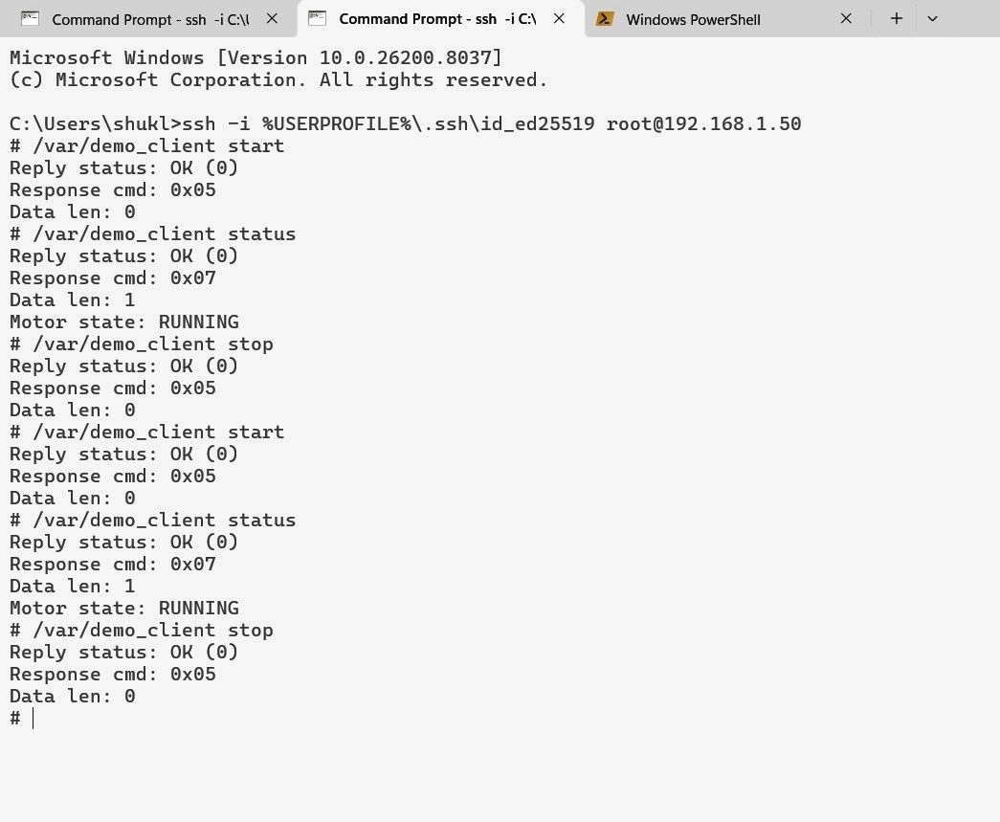 Command Prompt - ssh -i C:\U
Command Prompt - ssh -i C:\
Windows PowerShell
Microsoft Windows [Version 10.0.26200.8037]
(c) Microsoft Corporation. All rights reserved.
C:\Users\shukl>ssh -i %USERPROFILE%\.ssh\id_ed25519 root@192.168.1.50
# /var/demo_client start
Reply status: OK (0)
Response cmd: 0x05
Data len: 0
# /var/demo_client status
Reply status: OK (0)
Response cmd: 0x07
Data len: 1
Motor state: RUNNING
# /var/demo_client stop
Reply status: OK (0)
Response cmd: 0x05
Data len: 0
# /var/demo_client start
Reply status: OK (0)
Response cmd: 0x05
Data len: 0
# /var/demo_client status
Reply status: OK (0)
Response cmd: 0x07
Data len: 1
Motor state: RUNNING
# /var/demo_client stop
Reply status: OK (0)
Response cmd: 0x05
Data len: 0
#